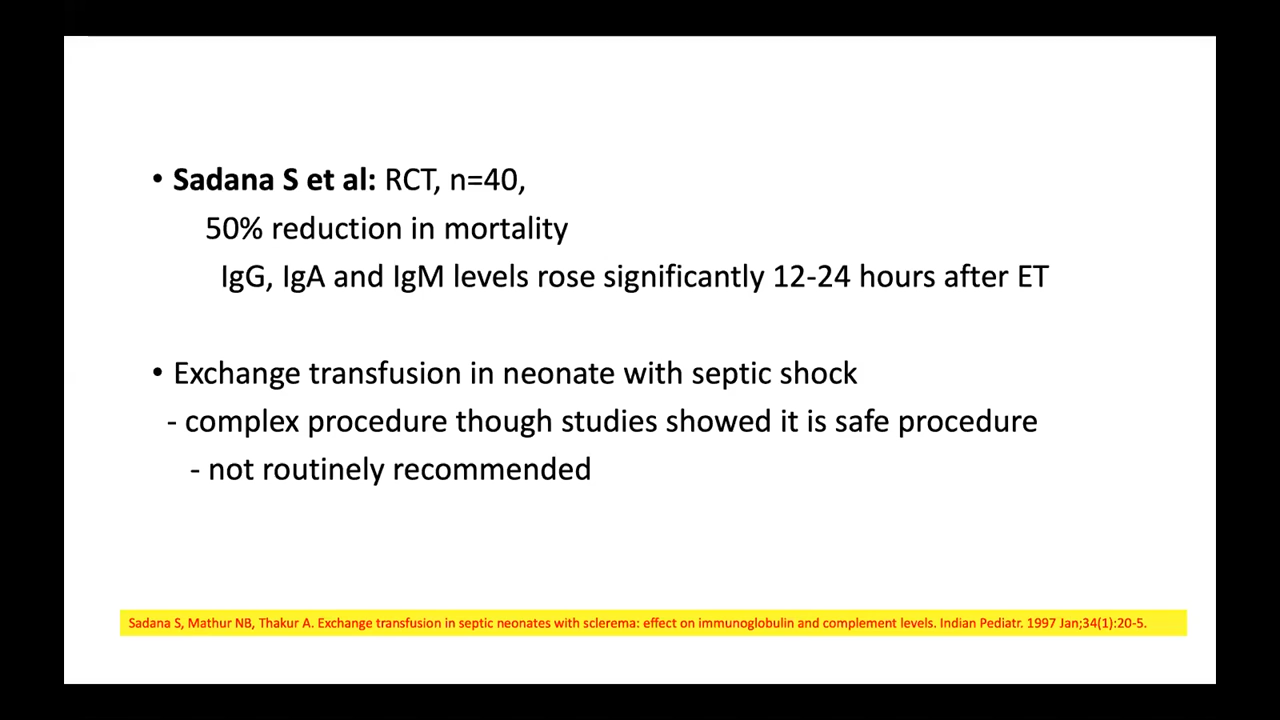 • Sadana S et al: RCT, n=40,
50% reduction in mortality
IgG, IgA and IgM levels rose significantly 12-24 hours after ET
• Exchange transfusion in neonate with septic shock
- complex procedure though studies showed it is safe procedure
- not routinely recommended
Sadana S, Mathur NB, Thakur A. Exchange transfusion in septic neonates with sclerema: effect on immunoglobulin and complement levels. Indian Pediatr. 1997 Jan;34(1):20-5.